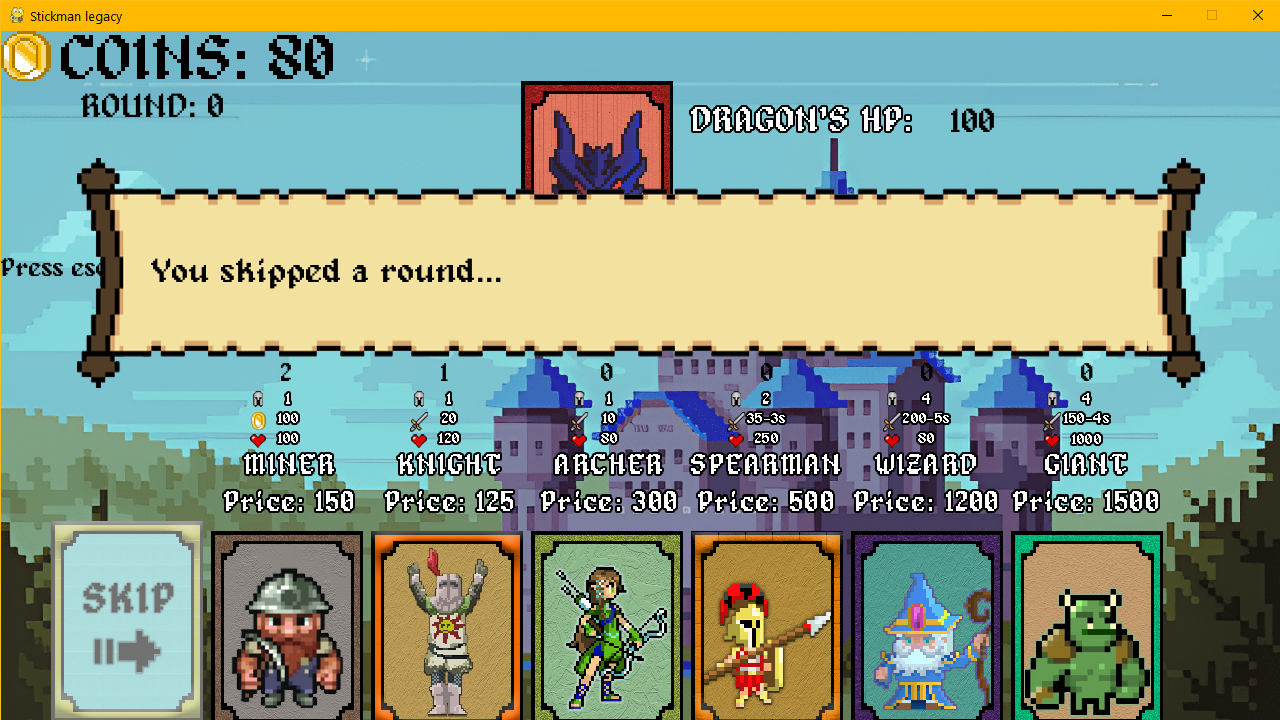 Stickman legacy
COINS: 80
ROUND: 0
DRAGON'S HP: 100
Press esc
You skipped a round...
2 1 0 0 0 0
1 1 1 2 4 4
100 20 10 35-3s 200-5s 150-4s
100 120 80 250 80 1000
MINER KNIGHT ARCHER SPEARMAN WIZARD GIANT
Price: 150 Price: 125 Price: 300 Price: 500 Price: 1200 Price: 1500
SKIP